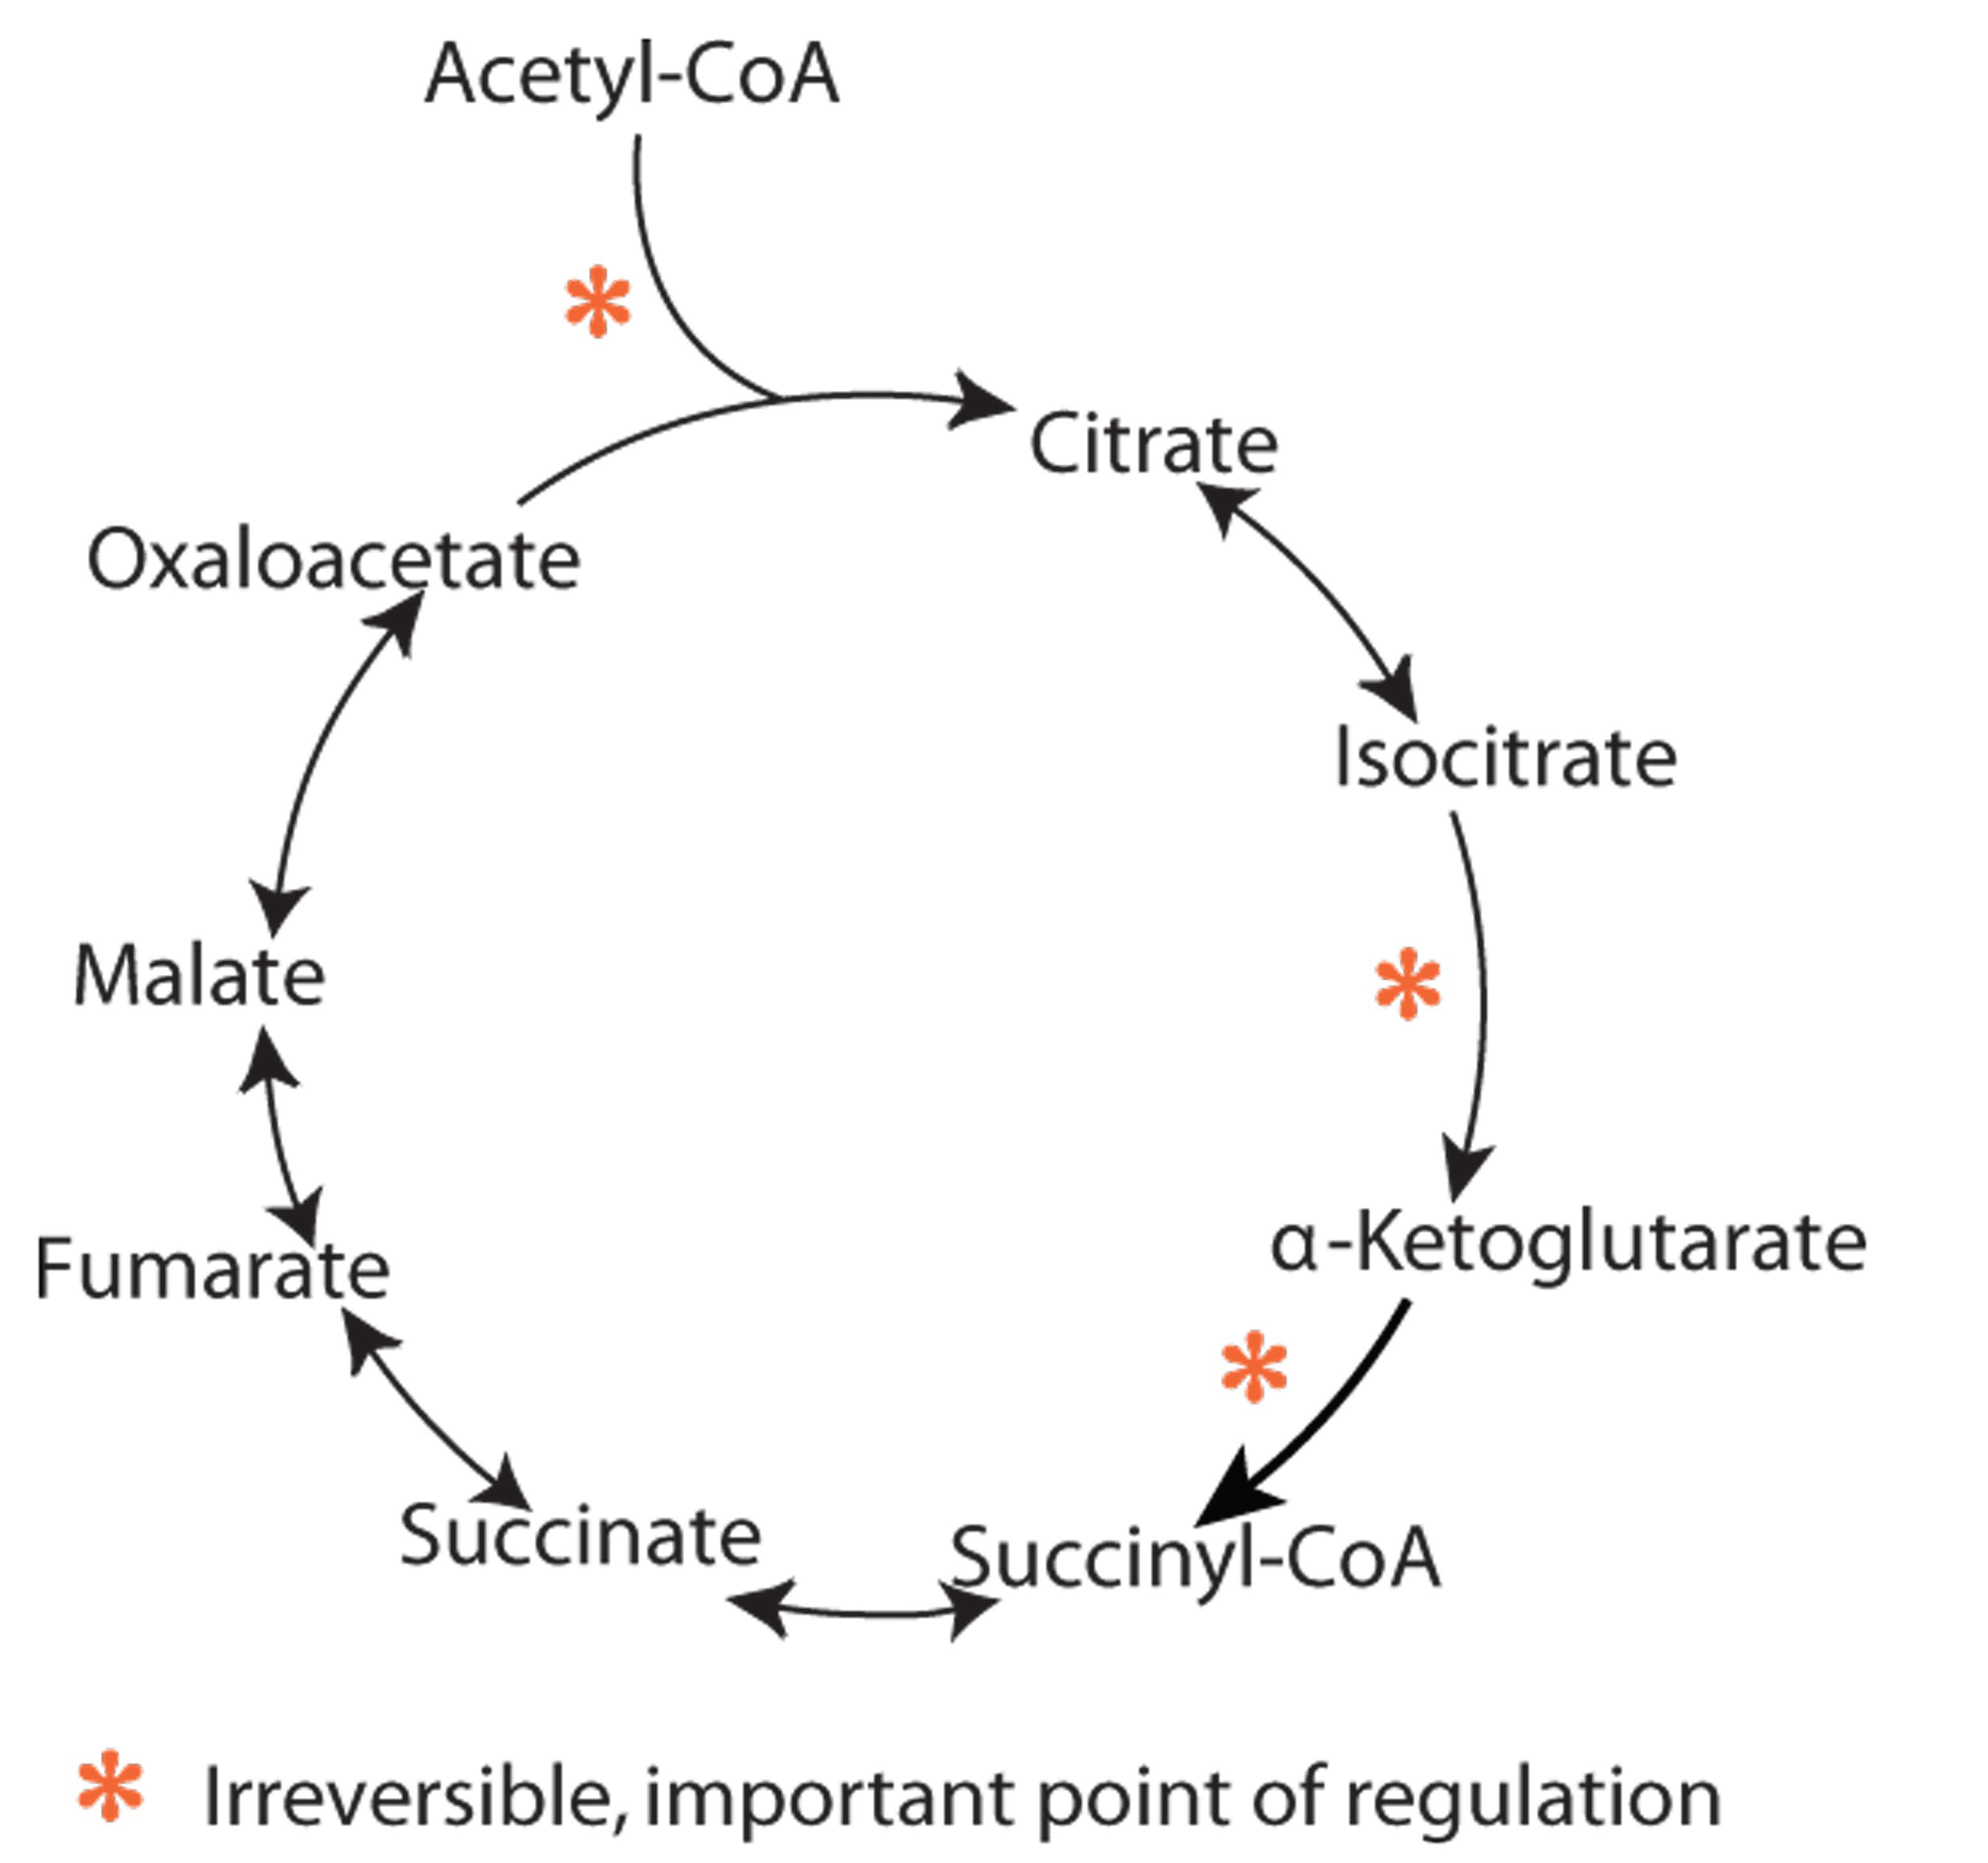 Acetyl-CoA
Citrate
Oxaloacetate
Isocitrate
Malate
α-Ketoglutarate
Fumarate
Succinate
Succinyl-CoA
* Irreversible, important point of regulation